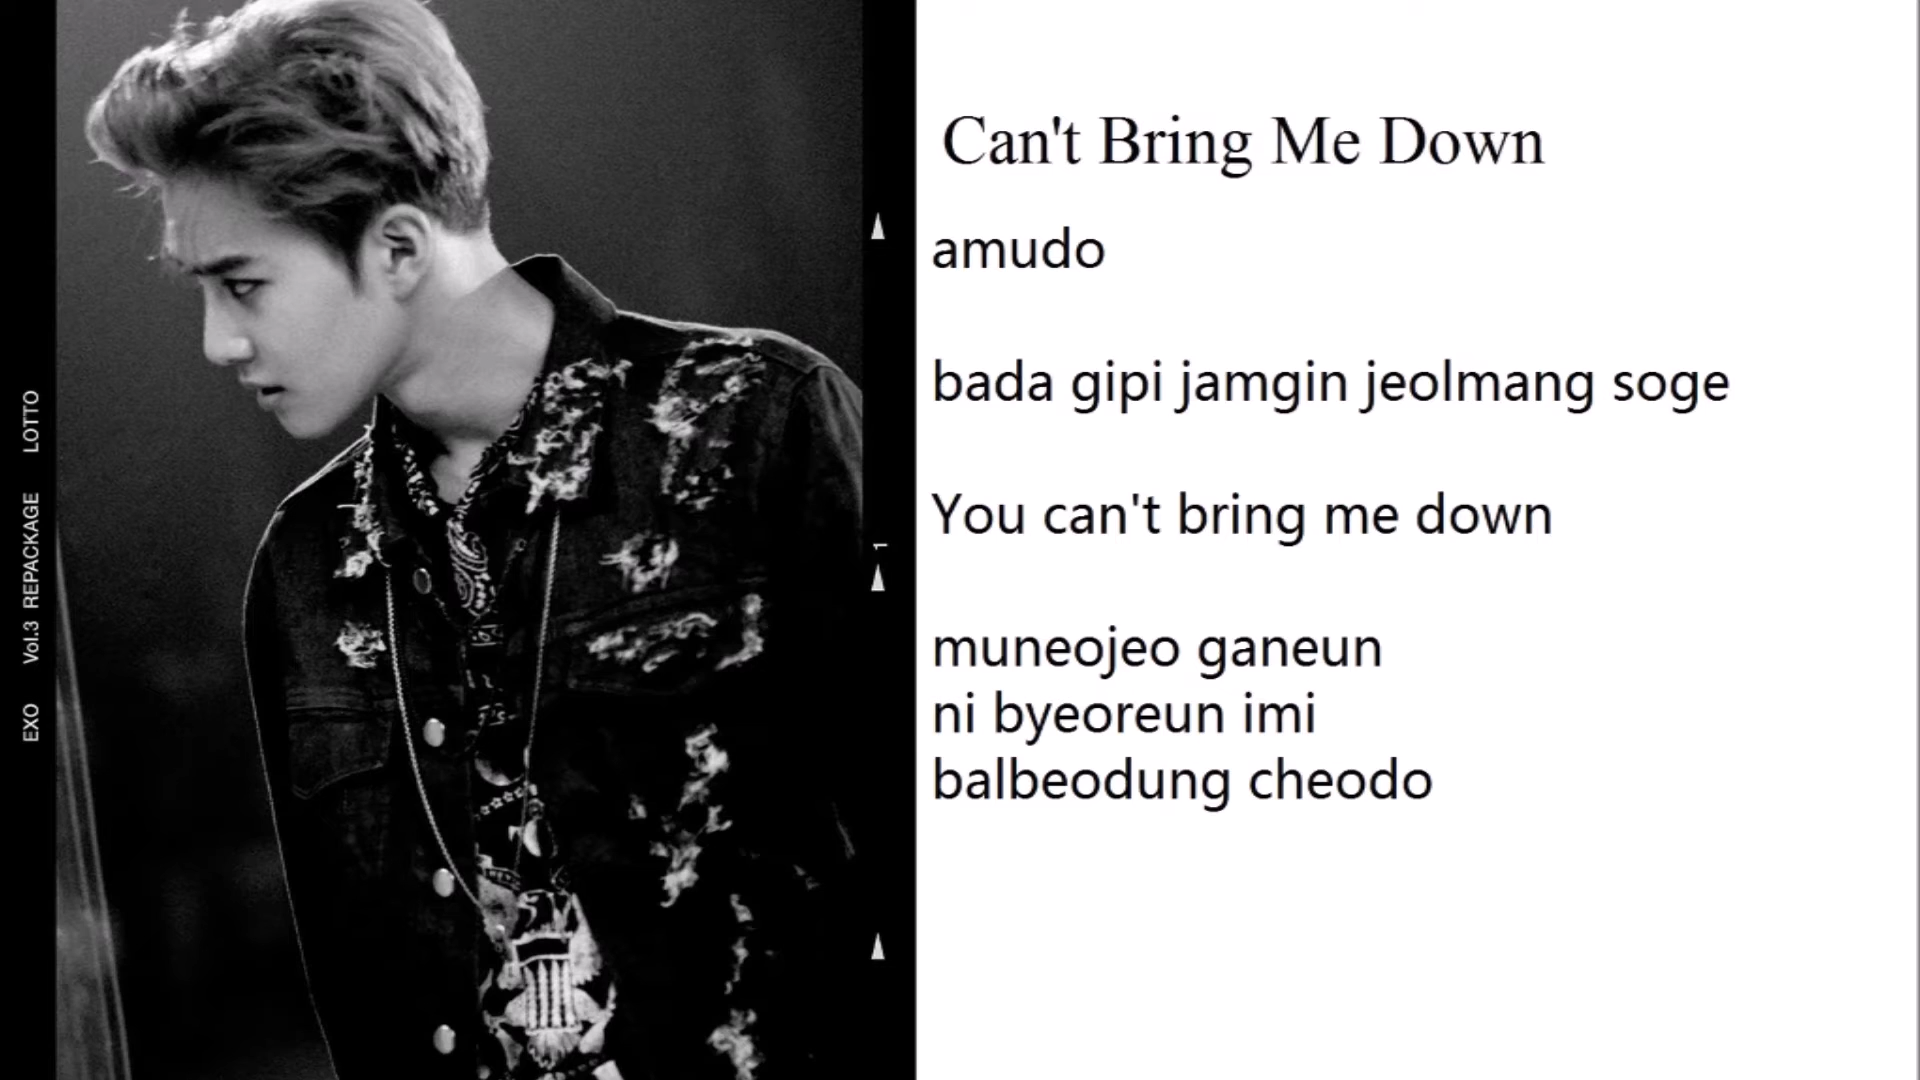 EXO Vol.3 REPACKAGE LOTTO
1
Can't Bring Me Down
amudo
bada gipi jamgin jeolmang soge
You can't bring me down
muneojeo ganeun
ni byeoreun imi
balbeodung cheodo